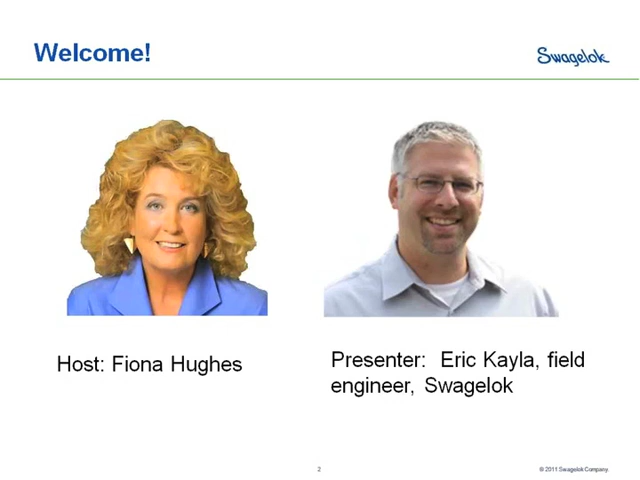 Welcome!
Swagelok
Host: Fiona Hughes
Presenter:  Eric Kayla, field
engineer, Swagelok
2
© 2011 Swagelok Company.